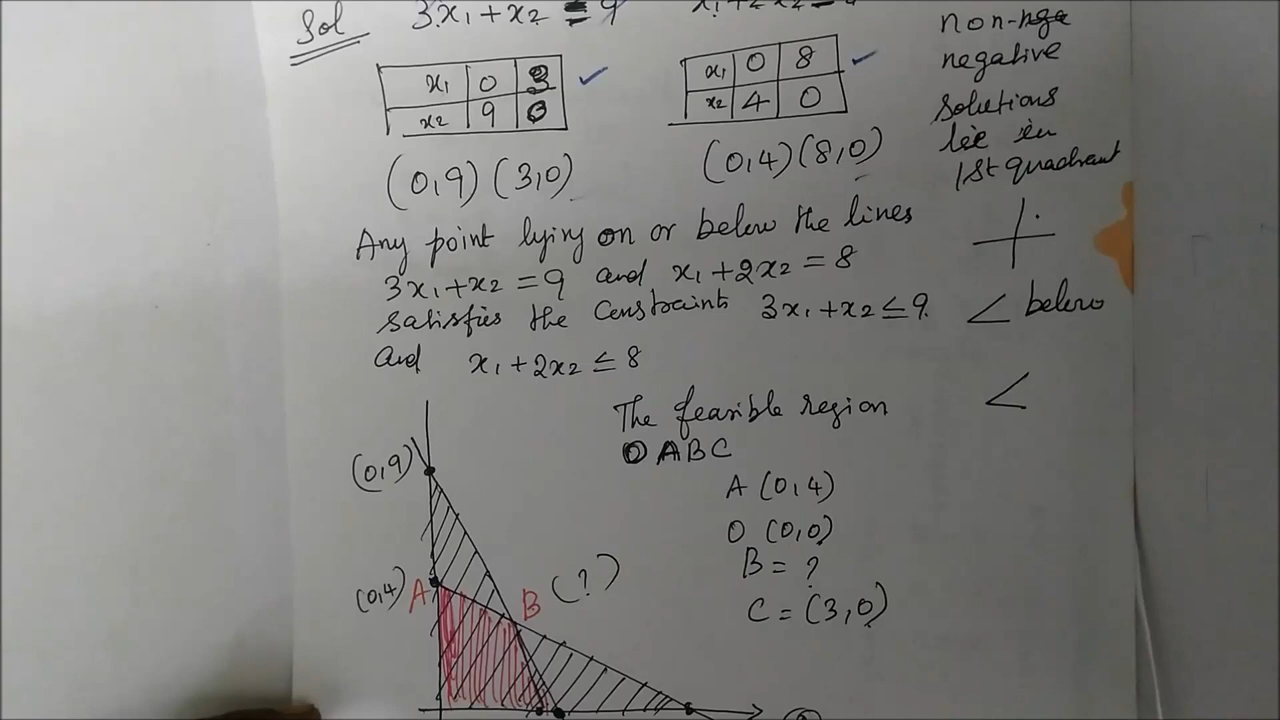 Sol
3x₁+x₂ = 9
non-nge
negative
solutions
lie in
1st quadrant
x₁ 0 3
x₂ 9 0
x₁ 0 8
x₂ 4 0
(0,9) (3,0)
(0,4) (8,0)
Any point lying on or below the lines
3x₁+x₂ = 9 and x₁+2x₂ = 8
satisfies the constraints 3x₁+x₂ ≤ 9.
< below
and x₁+2x₂ ≤ 8
The feasible region
<
OABC
A (0,4)
O (0,0)
B = ?
C = (3,0)
(0,9)
(0,4) A
B (?)